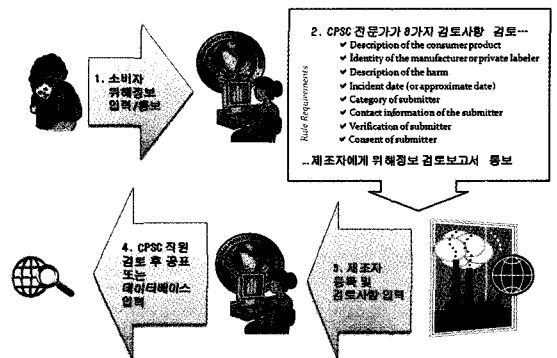 1. 소비자
위해정보
입력/통보
2. CPSC 전문가가 8가지 검토사항 검토…
Rule Requirements
✔ Description of the consumer product
✔ Identity of the manufacturer or private labeler
✔ Description of the harm
✔ Incident date (or approximate date)
✔ Category of submitter
✔ Contact information of the submitter
✔ Verification of submitter
✔ Consent of submitter
…제조자에게 위해정보 검토보고서 통보
3. 제조자
등록 및
검토사항 입력
4. CPSC 직원
검토 후 공표
또는
데이터베이스
입력